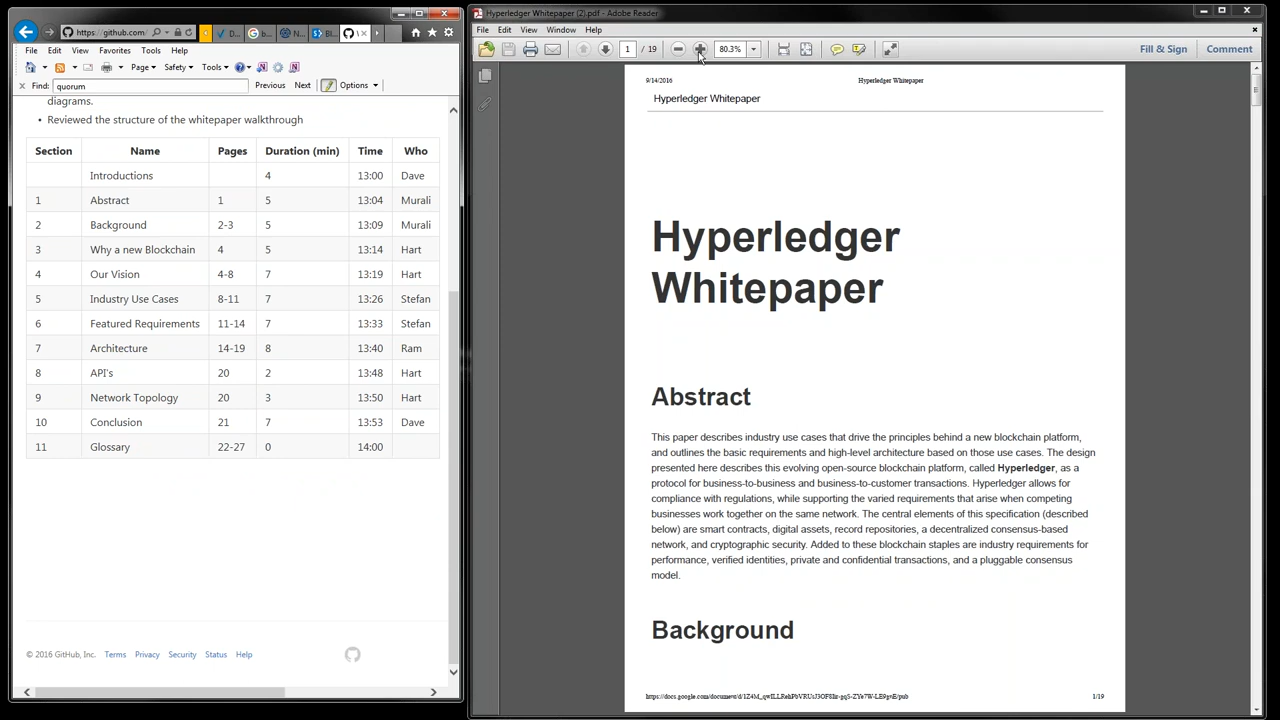 https://github.com/
D...
B...
N...
Bl...
File Edit View Favorites Tools Help
Page Safety Tools
Find: quorum Previous Next Options
diagrams.
• Reviewed the structure of the whitepaper walkthrough
Section Name Pages Duration (min) Time Who
Introductions 4 13:00 Dave
1 Abstract 1 5 13:04 Murali
2 Background 2-3 5 13:09 Murali
3 Why a new Blockchain 4 5 13:14 Hart
4 Our Vision 4-8 7 13:19 Hart
5 Industry Use Cases 8-11 7 13:26 Stefan
6 Featured Requirements 11-14 7 13:33 Stefan
7 Architecture 14-19 8 13:40 Ram
8 API's 20 2 13:48 Hart
9 Network Topology 20 3 13:50 Hart
10 Conclusion 21 7 13:53 Dave
11 Glossary 22-27 0 14:00
© 2016 GitHub, Inc. Terms Privacy Security Status Help
Hyperledger Whitepaper (2).pdf - Adobe Reader
File Edit View Window Help
1 / 19 80.3% Fill & Sign Comment
9/14/2016 Hyperledger Whitepaper
Hyperledger Whitepaper
Hyperledger
Whitepaper
Abstract
This paper describes industry use cases that drive the principles behind a new blockchain platform,
and outlines the basic requirements and high-level architecture based on those use cases. The design
presented here describes this evolving open-source blockchain platform, called Hyperledger, as a
protocol for business-to-business and business-to-customer transactions. Hyperledger allows for
compliance with regulations, while supporting the varied requirements that arise when competing
businesses work together on the same network. The central elements of this specification (described
below) are smart contracts, digital assets, record repositories, a decentralized consensus-based
network, and cryptographic security. Added to these blockchain staples are industry requirements for
performance, verified identities, private and confidential transactions, and a pluggable consensus
model.
Background
1/19